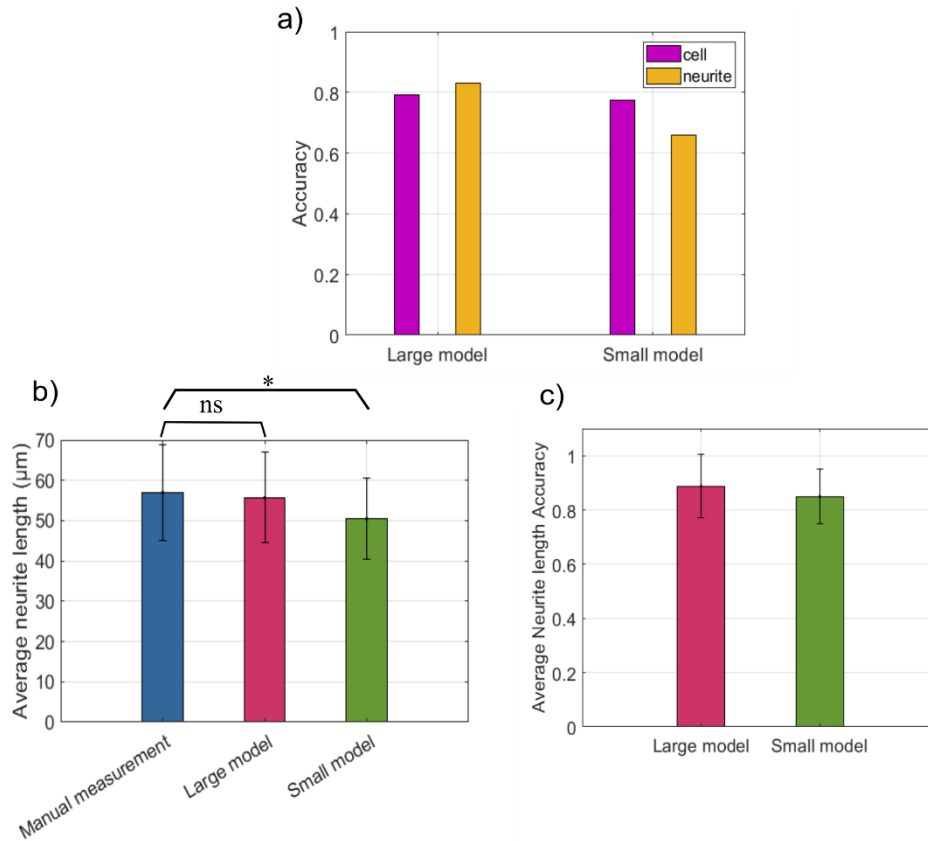 a)
1
0.8
0.6
0.4
0.2
0
Accuracy
cell
neurite
Large model
Small model
b)
*
ns
70
60
50
40
30
20
10
0
Average neurite length (μm)
Manual measurement
Large model
Small model
c)
1
0.8
0.6
0.4
0.2
0
Average Neurite length Accuracy
Large model
Small model